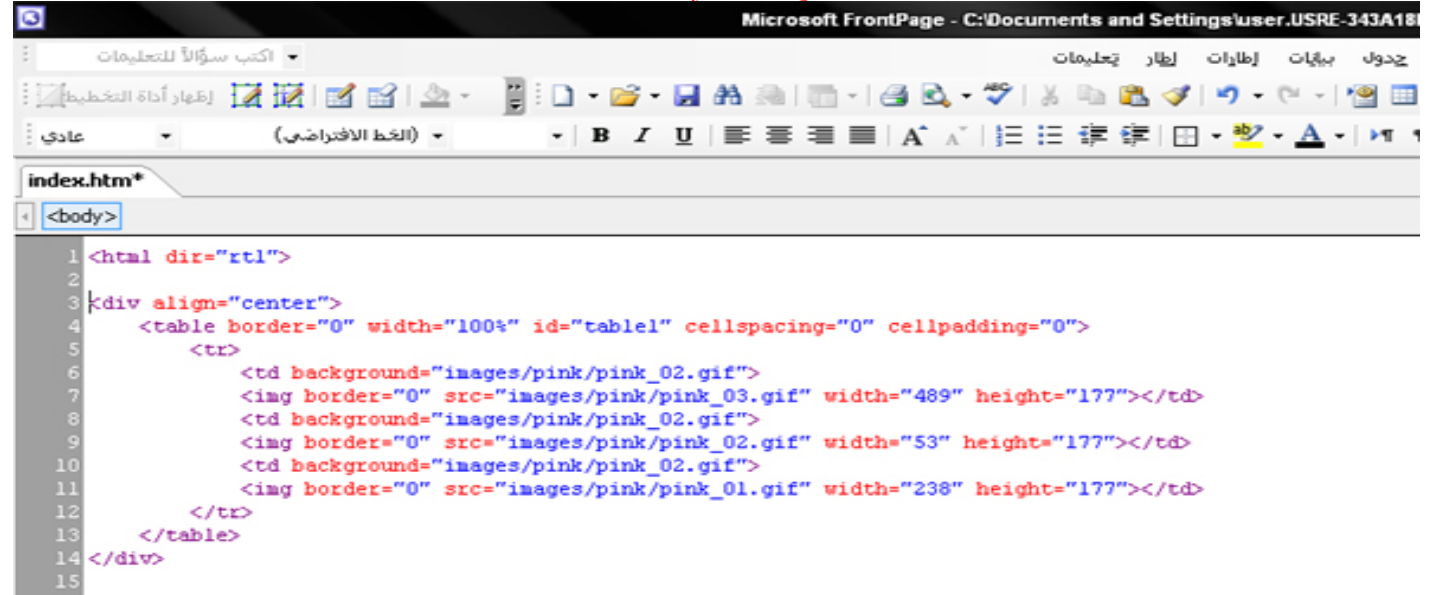 Microsoft FrontPage - C:\Documents and Settings\user.USRE-343A18
جدول بيانات إطارات إطار تعليمات اكتب سؤالاً للتعليمات
إظهار أداة التخطيط
عادي (الخط الافتراضي) B I U
index.htm*
<body>
1 <html dir="rtl">
2
3 <div align="center">
4 <table border="0" width="100%" id="table1" cellspacing="0" cellpadding="0">
5 <tr>
6 <td background="images/pink/pink_02.gif">
7 <img border="0" src="images/pink/pink_03.gif" width="489" height="177"></td>
8 <td background="images/pink/pink_02.gif">
9 <img border="0" src="images/pink/pink_02.gif" width="53" height="177"></td>
10 <td background="images/pink/pink_02.gif">
11 <img border="0" src="images/pink/pink_01.gif" width="238" height="177"></td>
12 </tr>
13 </table>
14 </div>
15